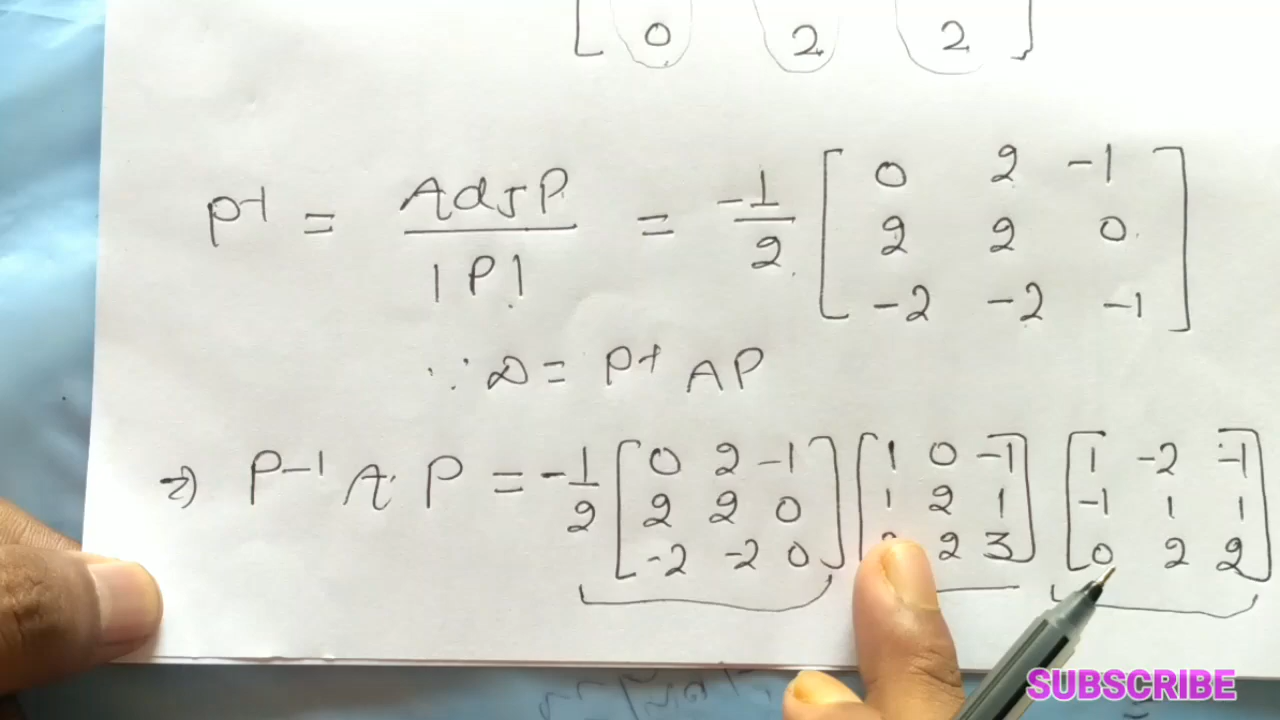 0 2 2
P-1 = AdJP / |P| = -1/2 [ 0 2 -1
2 2 0
-2 -2 -1 ]
∵ D = P-1 AP
⇒ P-1 A. P = -1/2 [ 0 2 -1 ] [ 1 0 -1 ] [ 1 -2 -1 ]
[ 2 2 0 ] [ 1 2 1 ] [ -1 1 1 ]
[ -2 -2 0 ] [ 2 3 ] [ 0 2 2 ]
SUBSCRIBE